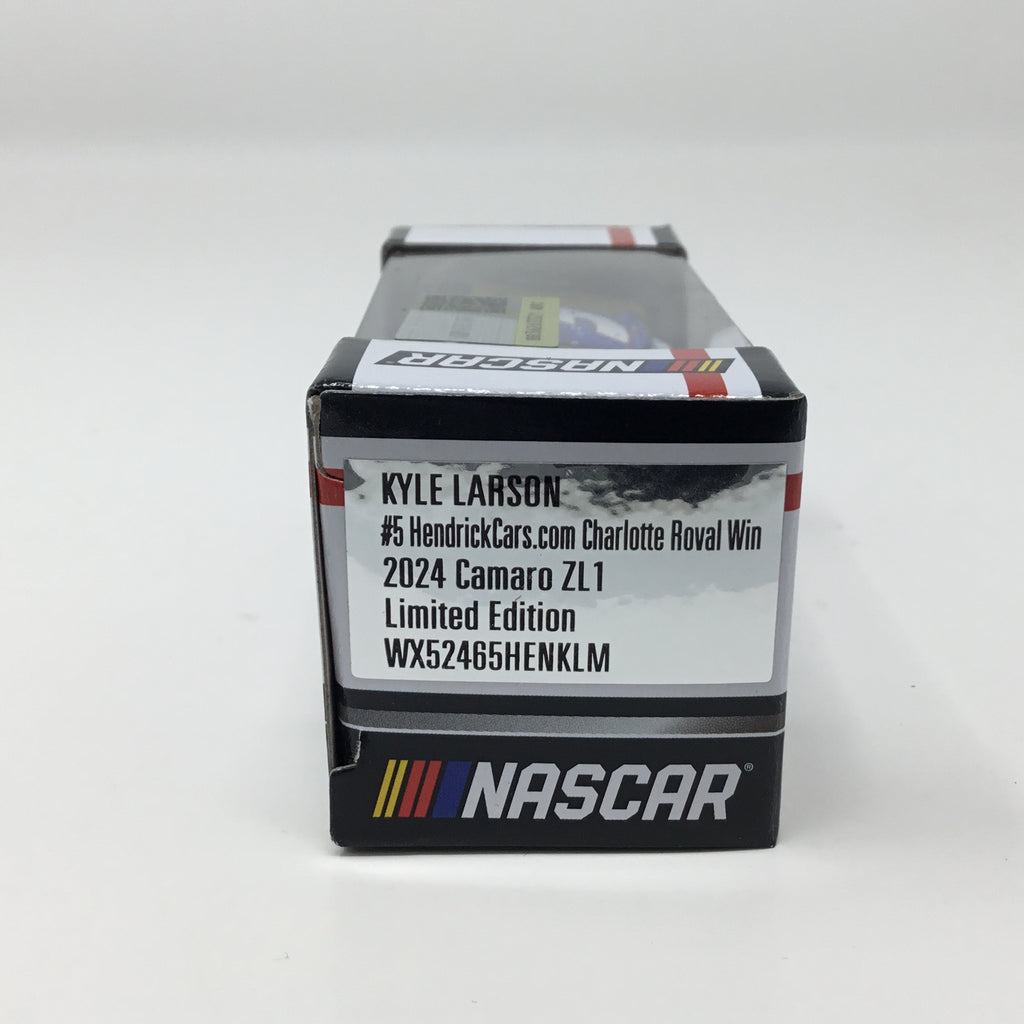 NASCAR
KYLE LARSON
#5 HendrickCars.com Charlotte Roval Win
2024 Camaro ZL1
Limited Edition
WX52465HENKLM
NASCAR®